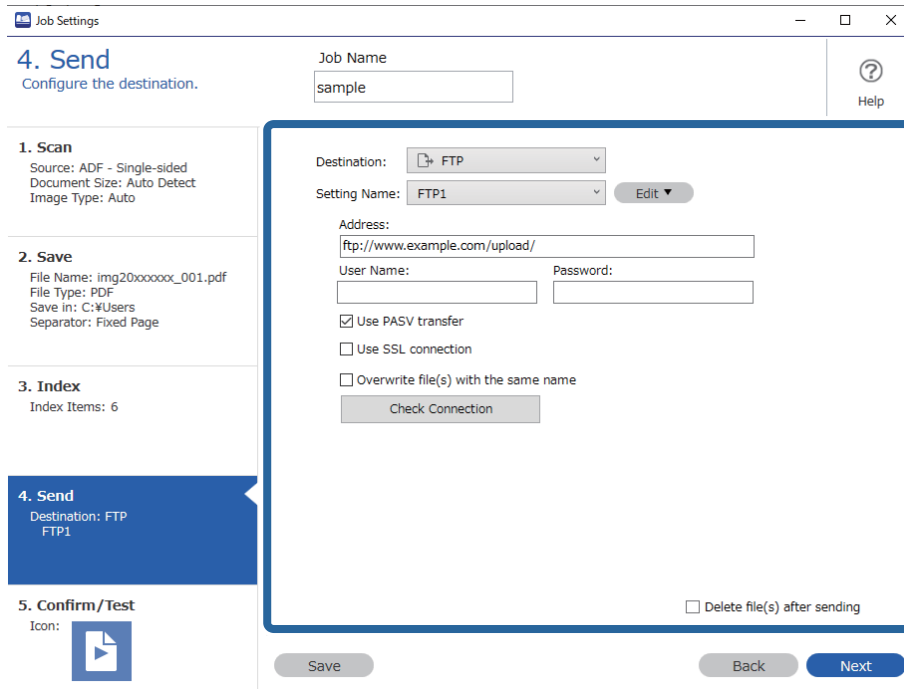 Job Settings
4. Send
Configure the destination.
Job Name
sample
Help
1. Scan
Source: ADF - Single-sided
Document Size: Auto Detect
Image Type: Auto
2. Save
File Name: img20xxxxxx_001.pdf
File Type: PDF
Save in: C:¥Users
Separator: Fixed Page
3. Index
Index Items: 6
4. Send
Destination: FTP
FTP1
5. Confirm/Test
Icon:
Destination: FTP
Setting Name: FTP1 Edit ▼
Address:
ftp://www.example.com/upload/
User Name: Password:
Use PASV transfer
Use SSL connection
Overwrite file(s) with the same name
Check Connection
Delete file(s) after sending
Save Back Next